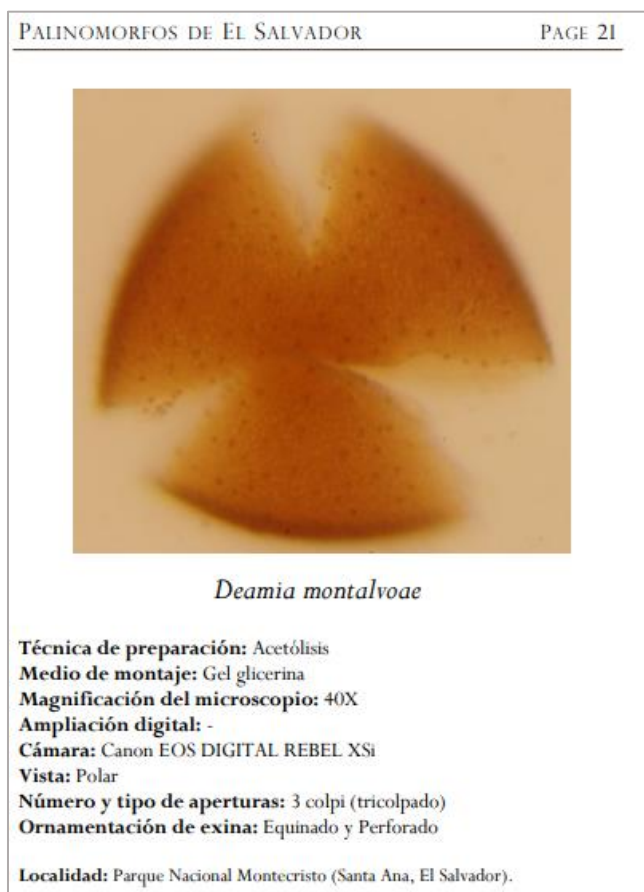 PALINOMORFOS DE EL SALVADOR PAGE 21
Deamia montalvoae
Técnica de preparación: Acetólisis
Medio de montaje: Gel glicerina
Magnificación del microscopio: 40X
Ampliación digital: -
Cámara: Canon EOS DIGITAL REBEL XSi
Vista: Polar
Número y tipo de aperturas: 3 colpi (tricolpado)
Ornamentación de exina: Equinado y Perforado
Localidad: Parque Nacional Montecristo (Santa Ana, El Salvador).